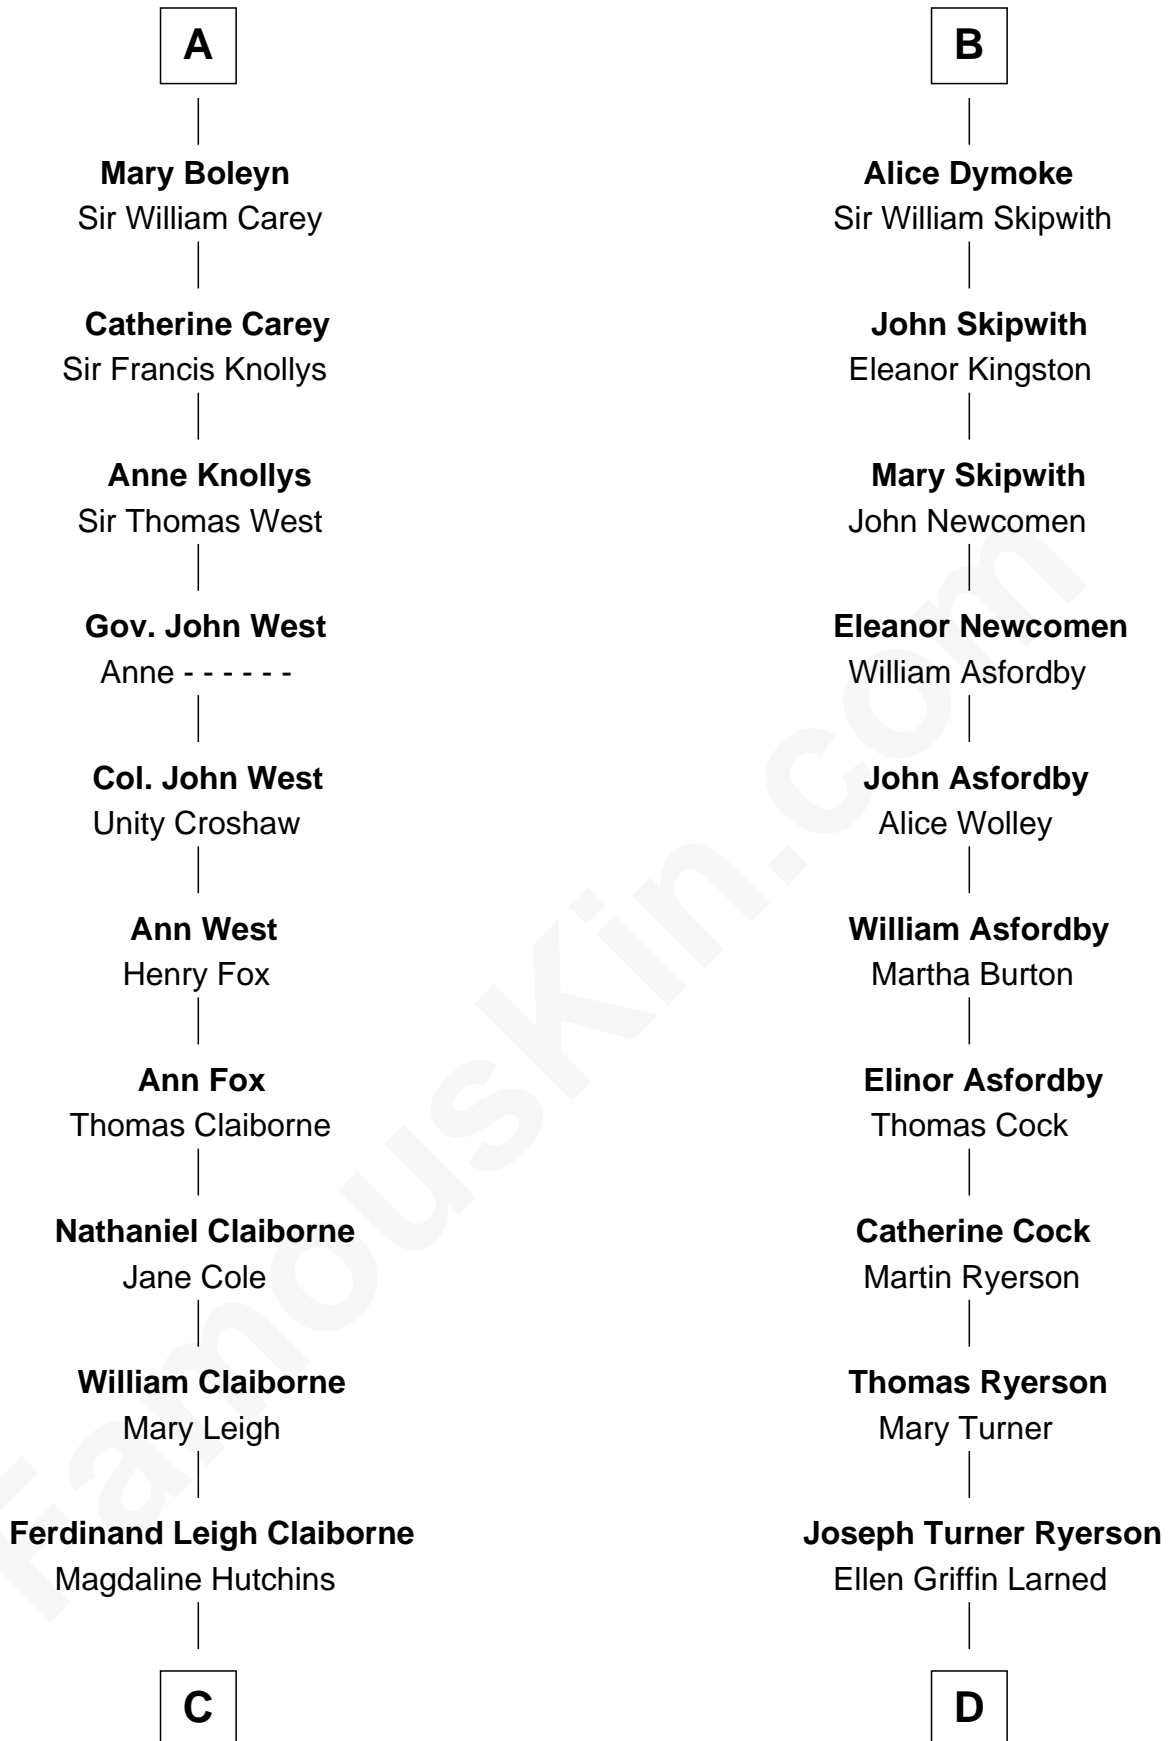 A
Mary Boleyn
Sir William Carey
Catherine Carey
Sir Francis Knollys
Anne Knollys
Sir Thomas West
Gov. John West
Anne - - - - - -
Col. John West
Unity Croshaw
Ann West
Henry Fox
Ann Fox
Thomas Claiborne
Nathaniel Claiborne
Jane Cole
William Claiborne
Mary Leigh
Ferdinand Leigh Claiborne
Magdaline Hutchins
C
B
Alice Dymoke
Sir William Skipwith
John Skipwith
Eleanor Kingston
Mary Skipwith
John Newcomen
Eleanor Newcomen
William Asfordby
John Asfordby
Alice Wolley
William Asfordby
Martha Burton
Elinor Asfordby
Thomas Cock
Catherine Cock
Martin Ryerson
Thomas Ryerson
Mary Turner
Joseph Turner Ryerson
Ellen Griffin Larned
D
FamousKin.com